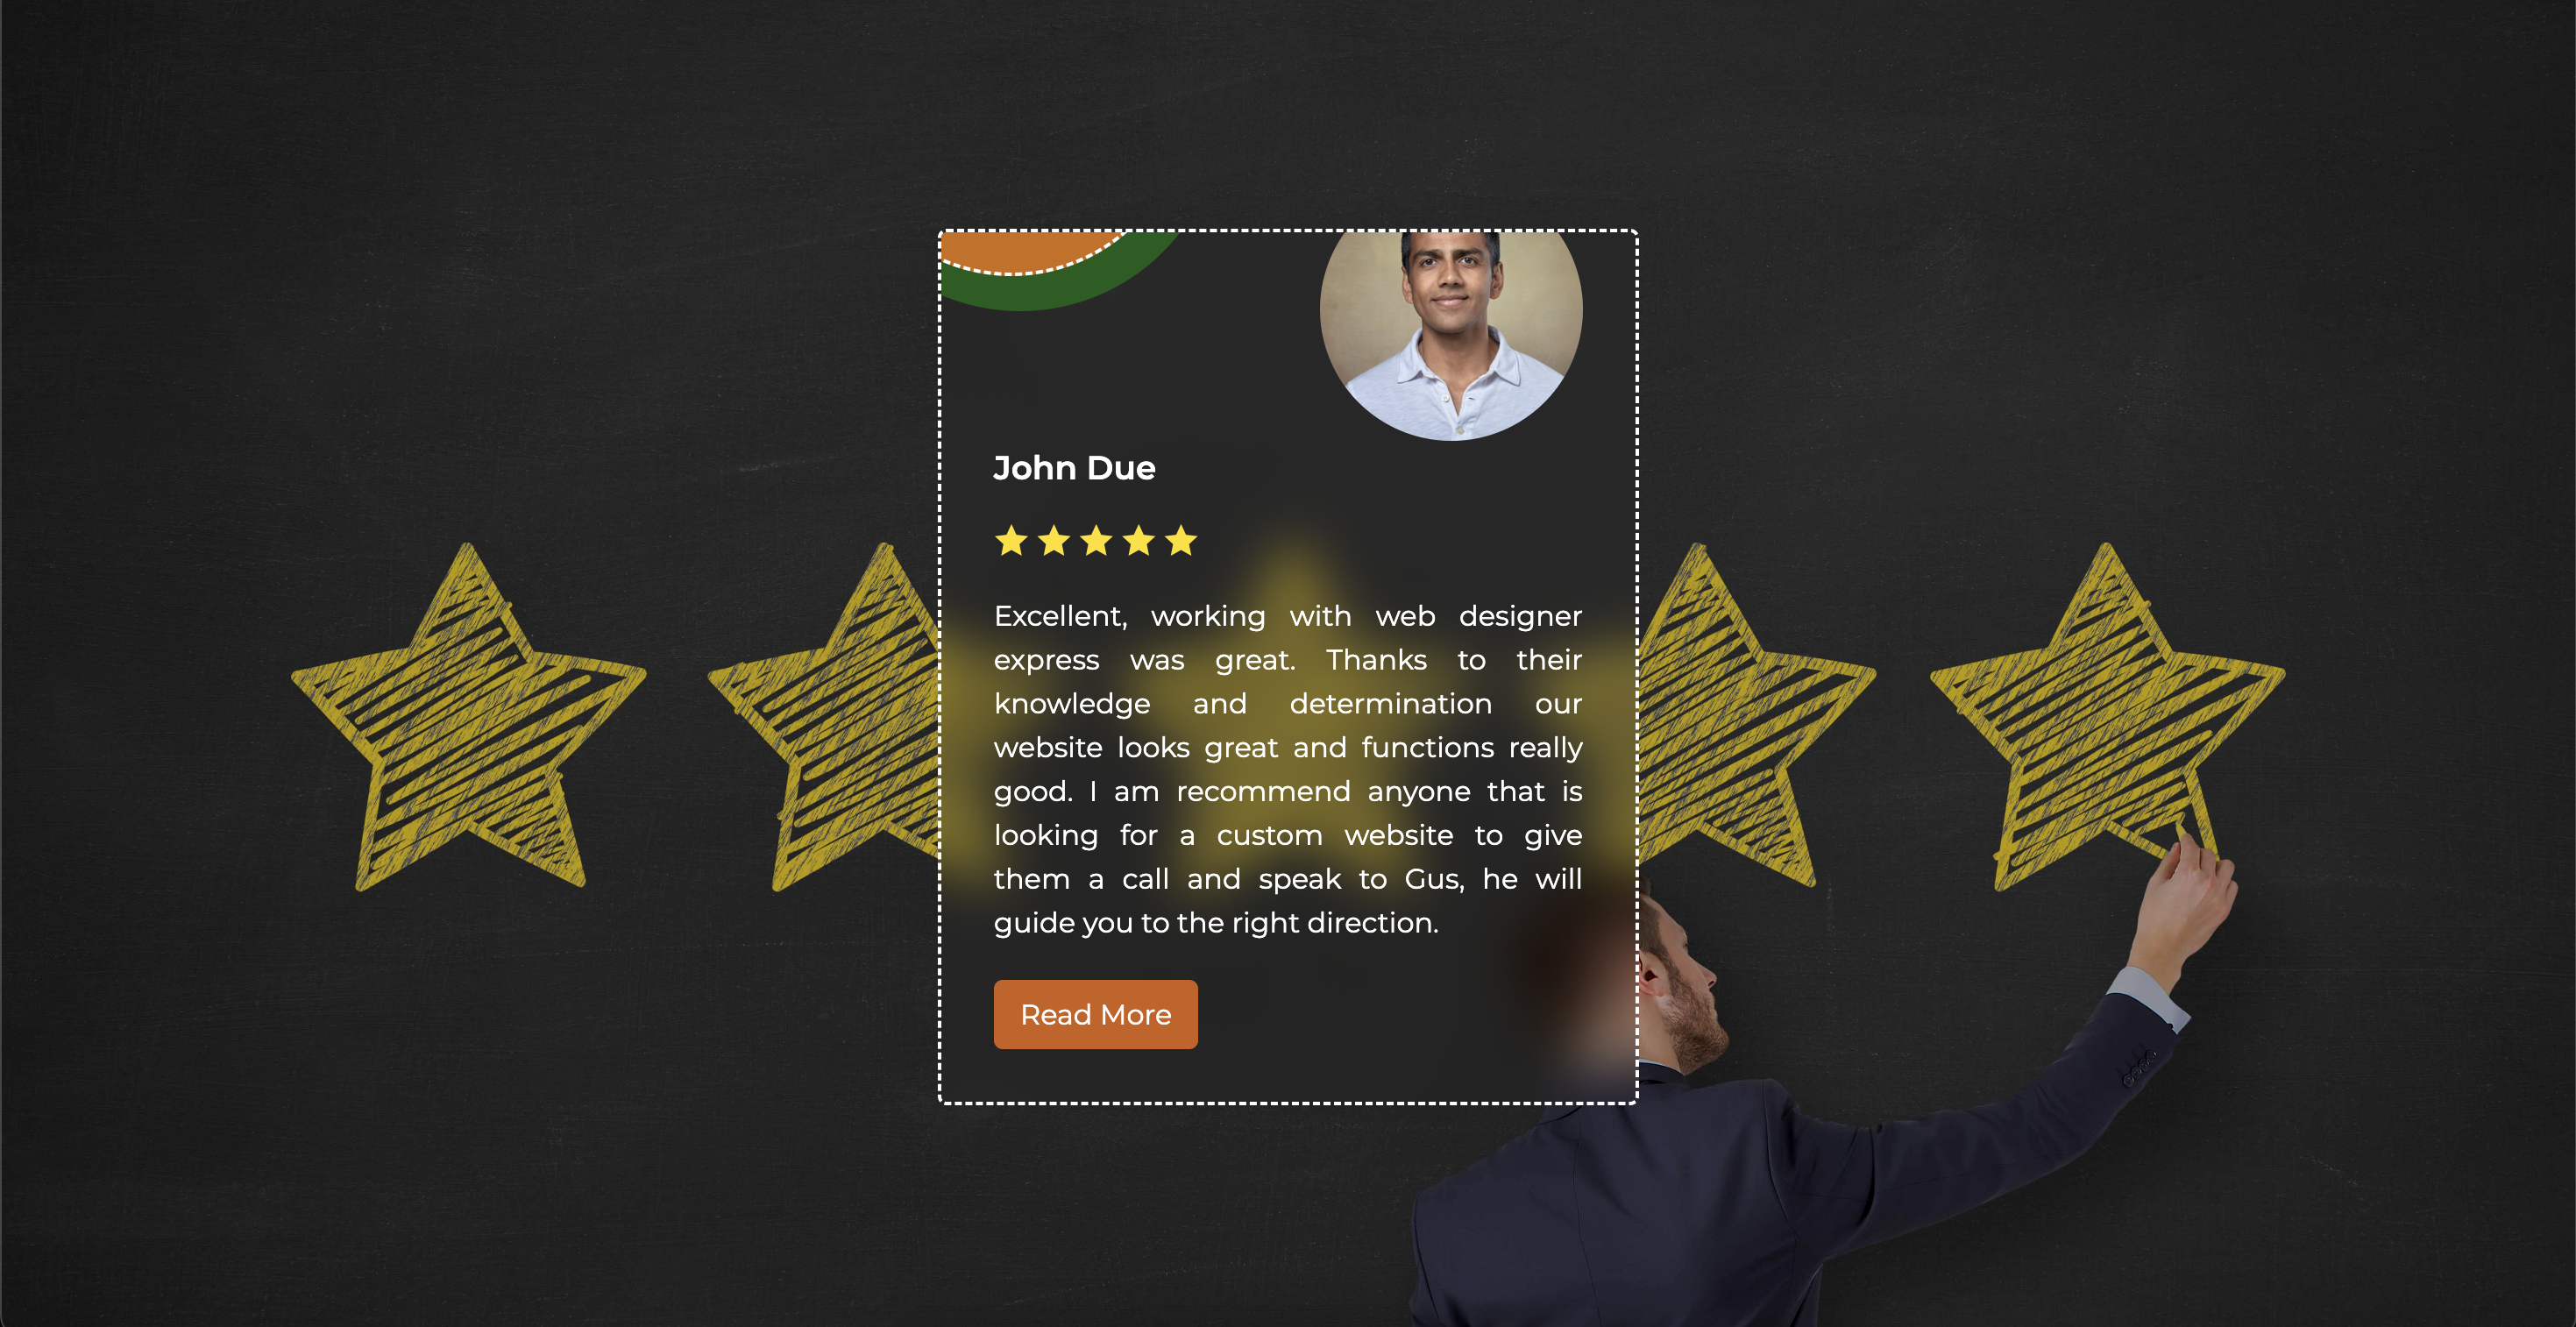 John Due
Excellent, working with web designer
express was great. Thanks to their
knowledge and determination our
website looks great and functions really
good. I am recommend anyone that is
looking for a custom website to give
them a call and speak to Gus, he will
guide you to the right direction.
Read More